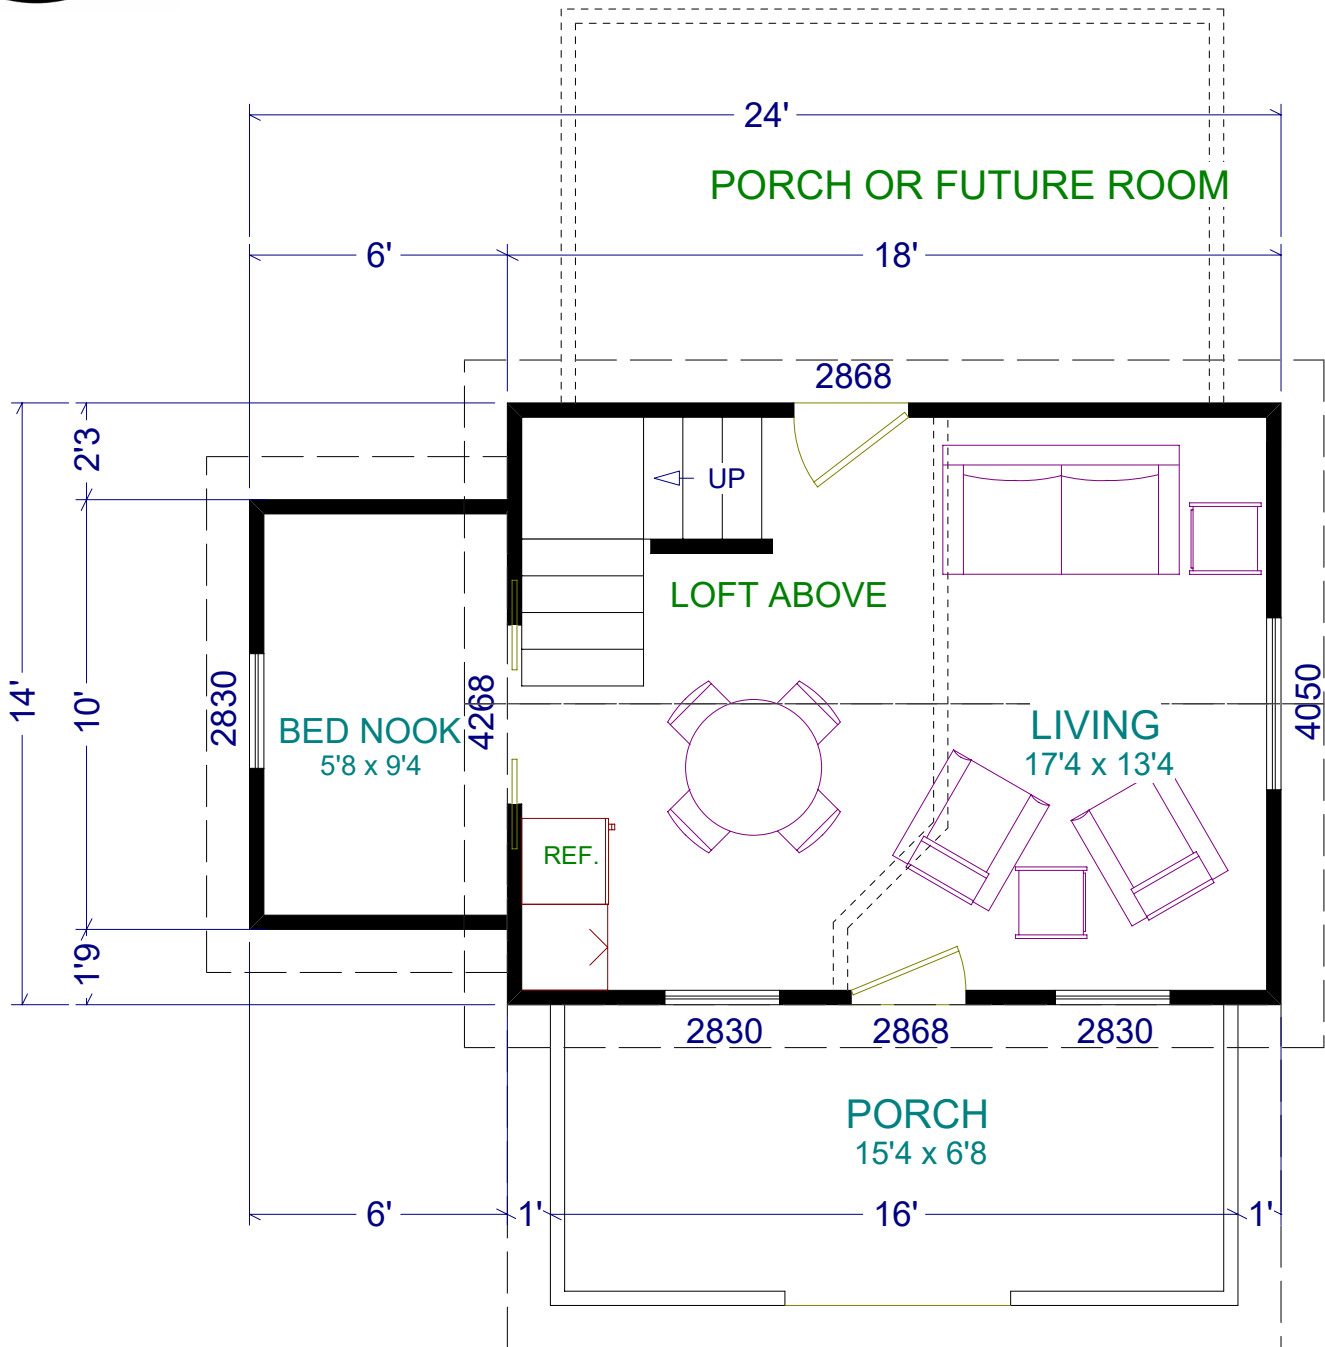 24'
PORCH OR FUTURE ROOM
6'
18'
2868
2'3
UP
LOFT ABOVE
14'
10'
2830
BED NOOK
5'8 x 9'4
4268
LIVING
17'4 x 13'4
4050
REF.
1'9
2830
2868
2830
PORCH
15'4 x 6'8
6'
1'
16'
1'